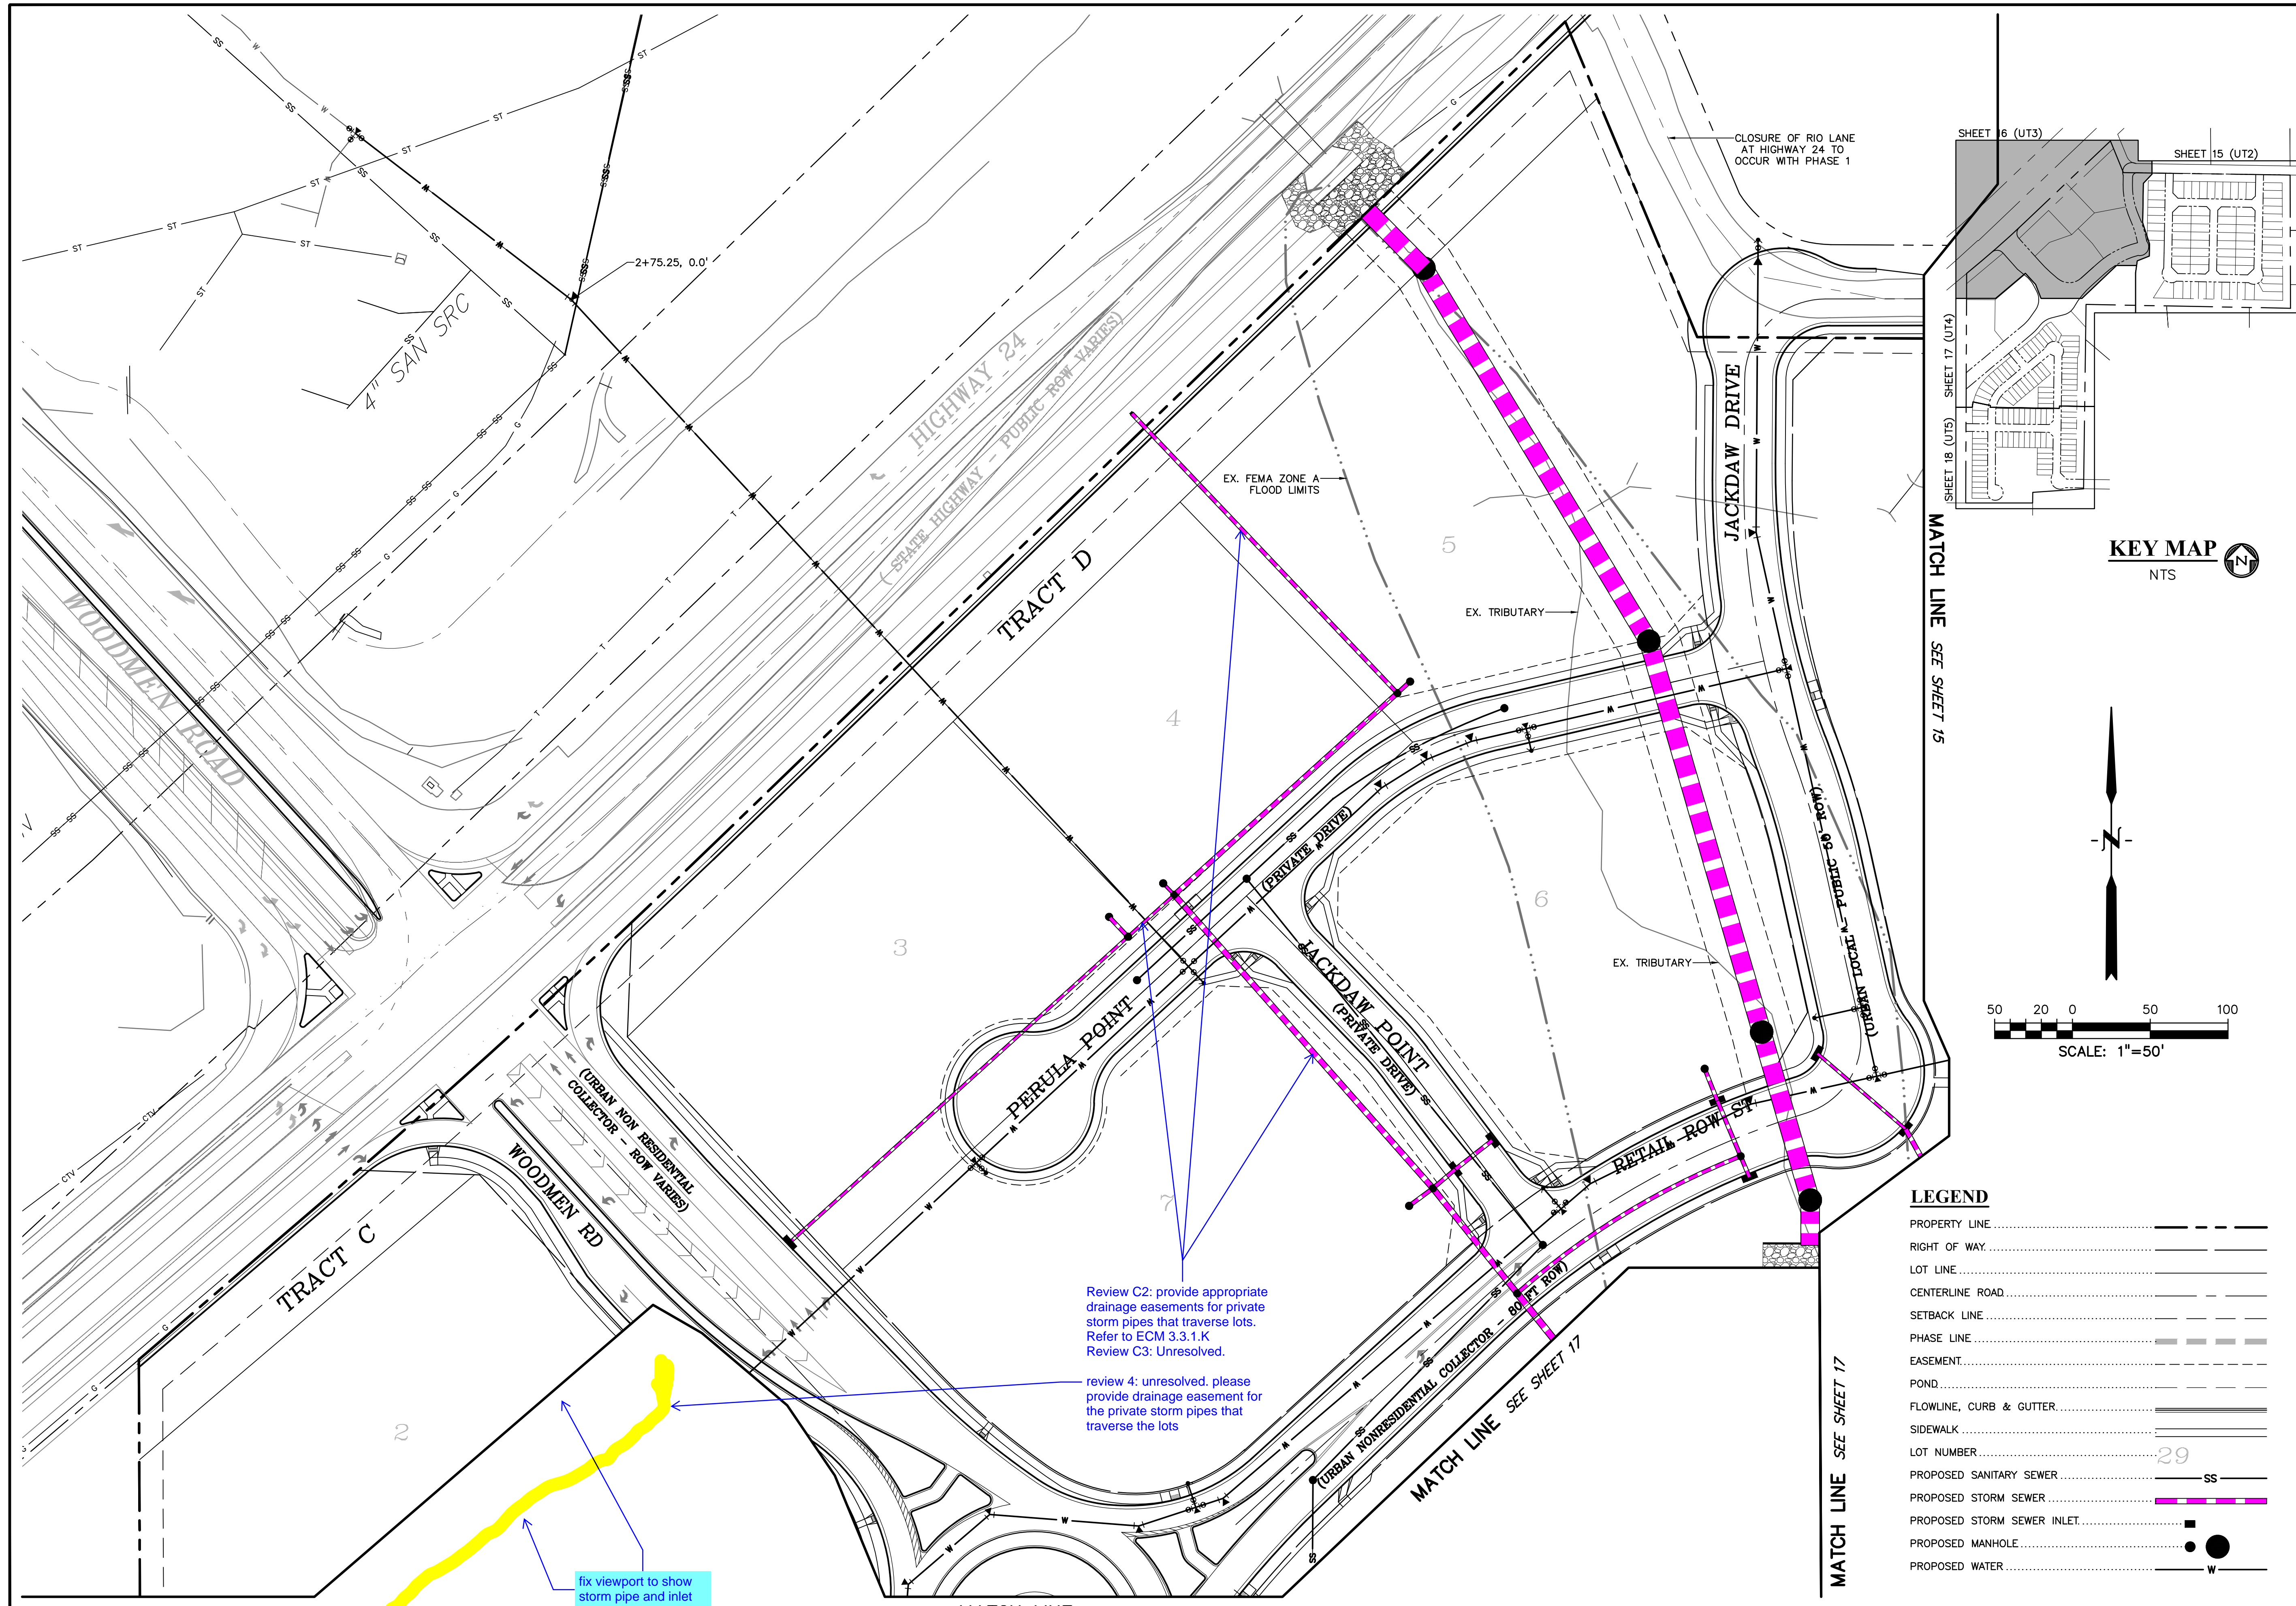 CLOSURE OF RIO LANE
AT HIGHWAY 24 TO
OCCUR WITH PHASE 1
SHEET 16 (UT3)
SHEET 15 (UT2)
SHEET 17 (UT4)
SHEET 18 (UT5)
KEY MAP
N
NTS
2+75.25, 0.0'
4" SAN SRC
HIGHWAY 24
( STATE HIGHWAY - PUBLIC ROW VARIES)
WOODMEN ROAD
TRACT D
EX. FEMA ZONE A
FLOOD LIMITS
5
EX. TRIBUTARY
4
JACKDAW DRIVE
MATCH LINE SEE SHEET 15
N
50 20 0 50 100
SCALE: 1"=50'
(PRIVATE DRIVE)
6
3
EX. TRIBUTARY
(URBAN LOCAL - PUBLIC 50' ROW)
JACKDAW POINT
(PRIVATE DRIVE)
PERULA POINT
RETAIL ROW ST
7
(URBAN NON RESIDENTIAL
COLLECTOR - ROW VARIES)
WOODMEN RD
TRACT C
2
(URBAN NONRESIDENTIAL COLLECTOR - 80 FT ROW)
MATCH LINE SEE SHEET 17
MATCH LINE SEE SHEET 17
Review C2: provide appropriate
drainage easements for private
storm pipes that traverse lots.
Refer to ECM 3.3.1.K
Review C3: Unresolved.
review 4: unresolved. please
provide drainage easement for
the private storm pipes that
traverse the lots
fix viewport to show
storm pipe and inlet
LEGEND
PROPERTY LINE
RIGHT OF WAY
LOT LINE
CENTERLINE ROAD
SETBACK LINE
PHASE LINE
EASEMENT
POND
FLOWLINE, CURB & GUTTER
SIDEWALK
LOT NUMBER 29
PROPOSED SANITARY SEWER SS
PROPOSED STORM SEWER
PROPOSED STORM SEWER INLET
PROPOSED MANHOLE
PROPOSED WATER W